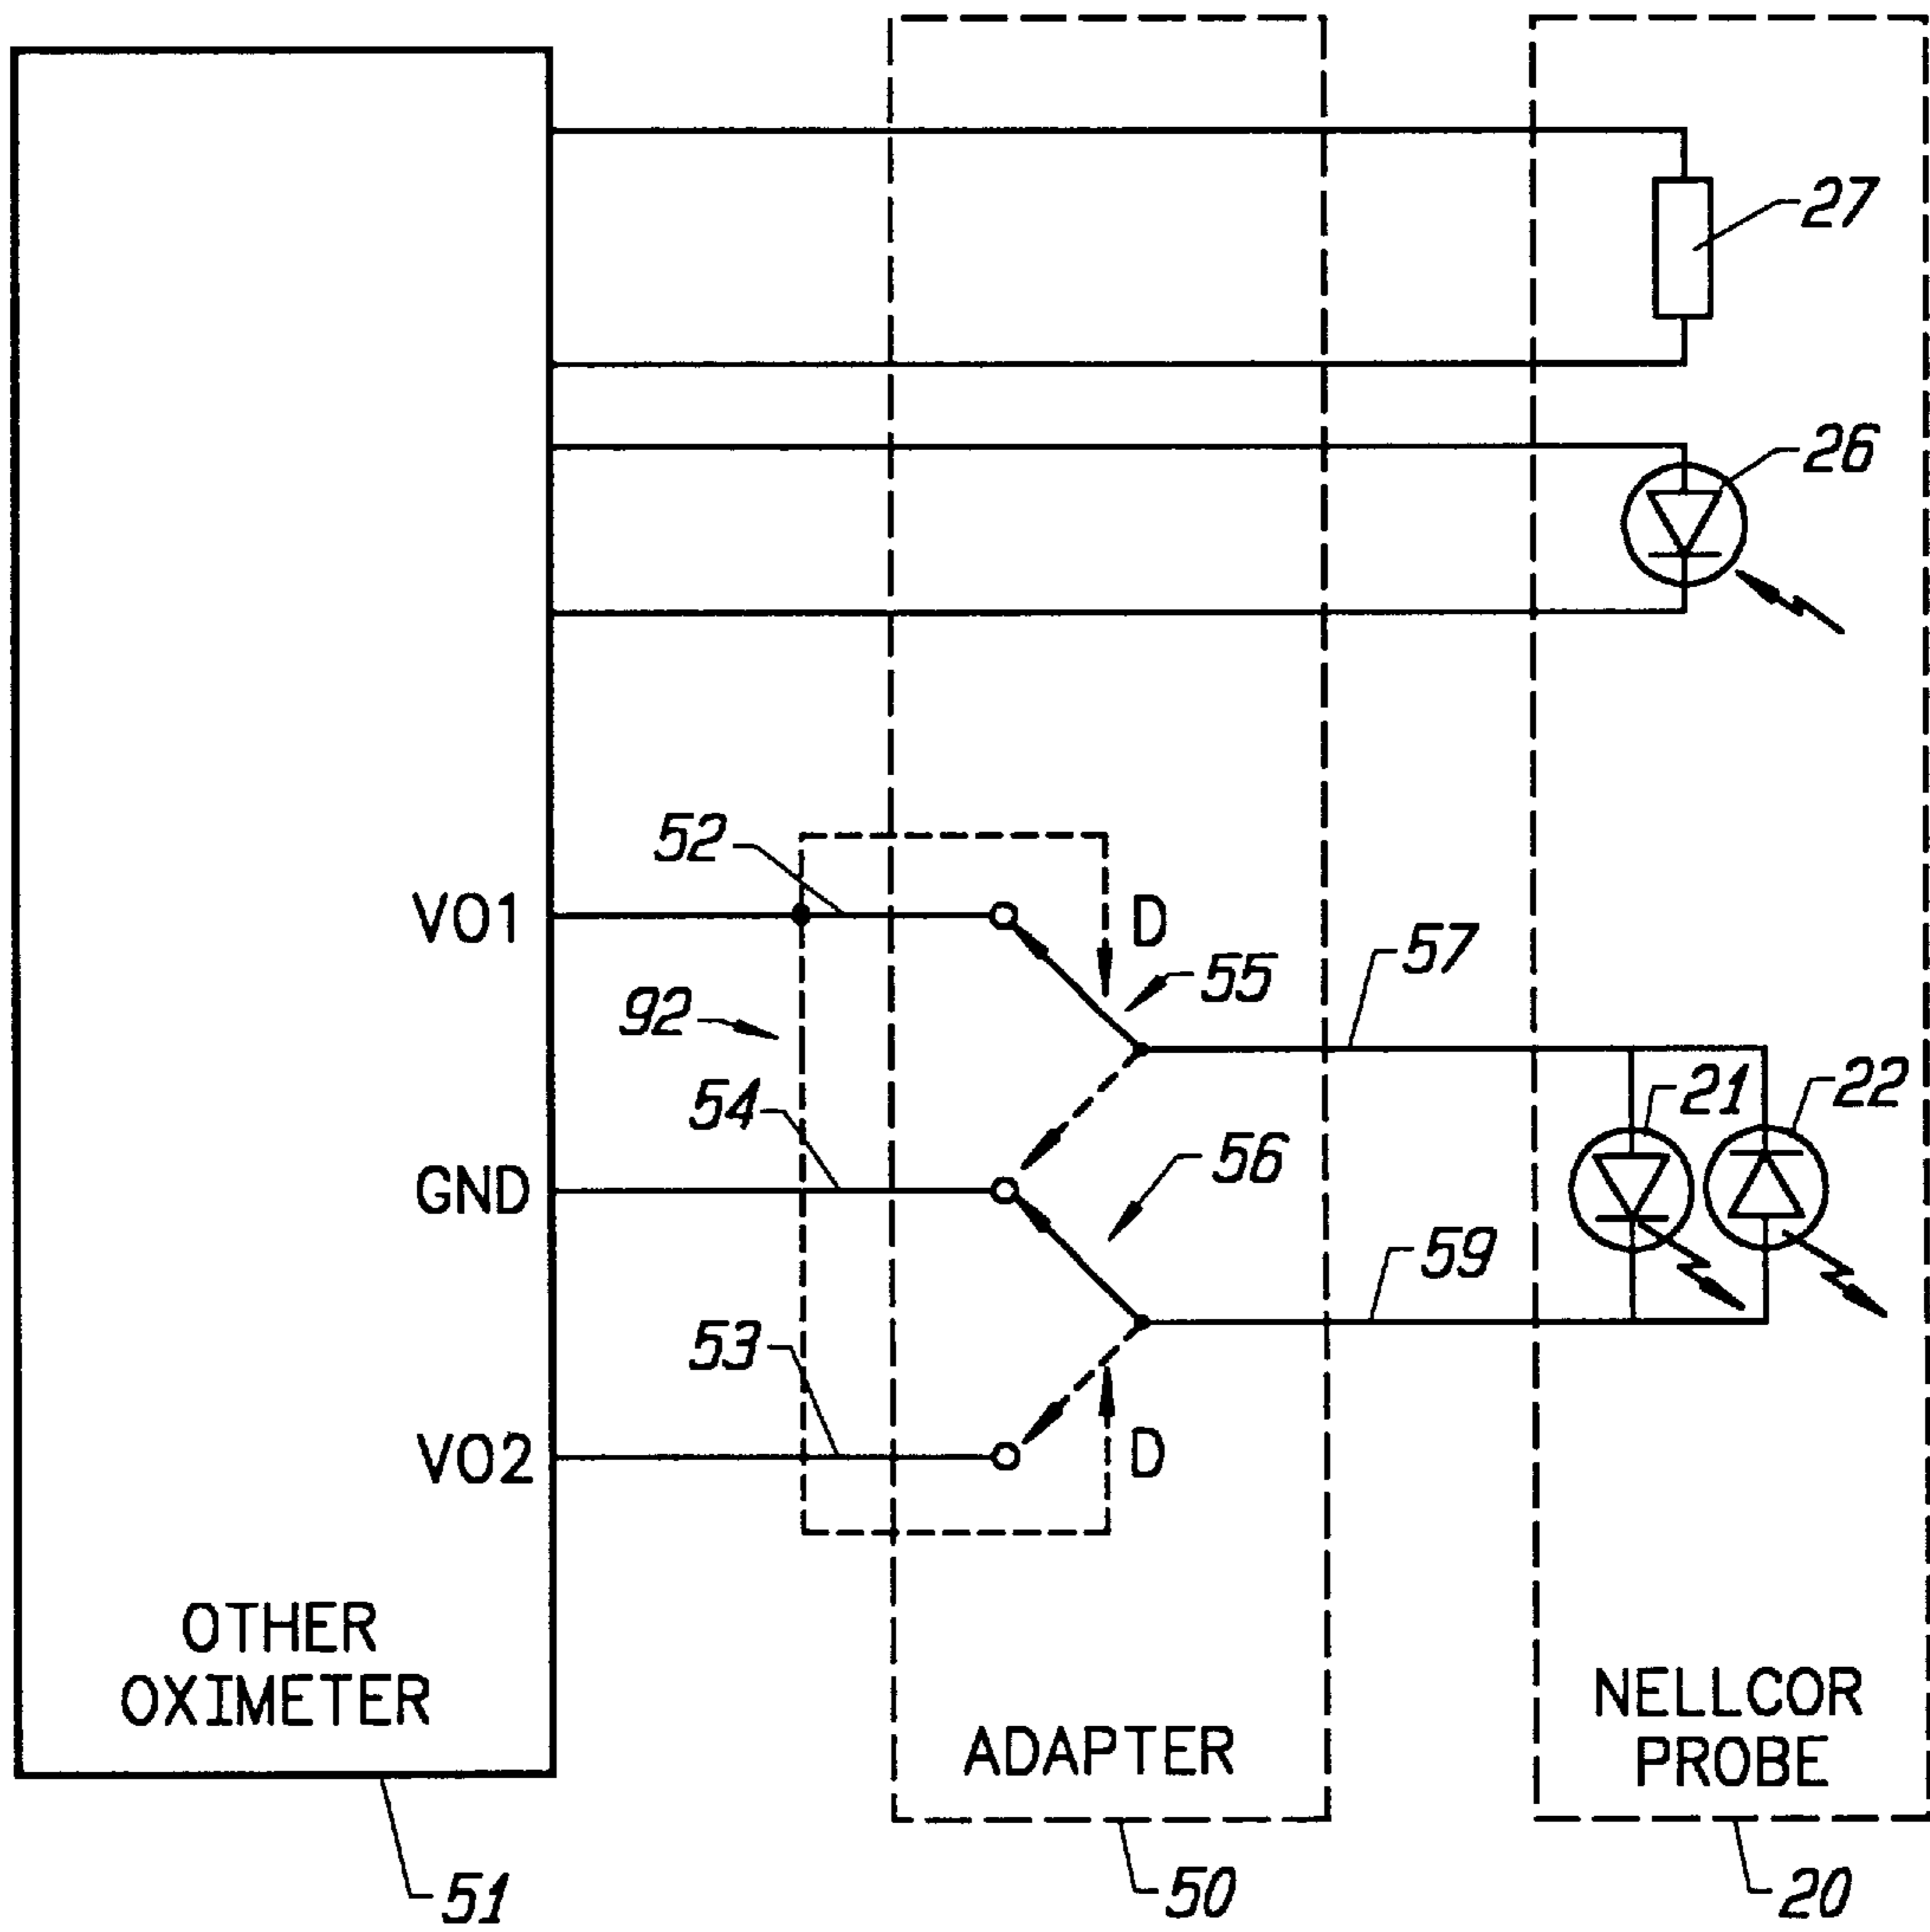 27
26
52
VO1
D
55
57
92
54
21
22
GND
56
59
53
VO2
D
OTHER
OXIMETER
ADAPTER
NELLCOR
PROBE
51
50
20